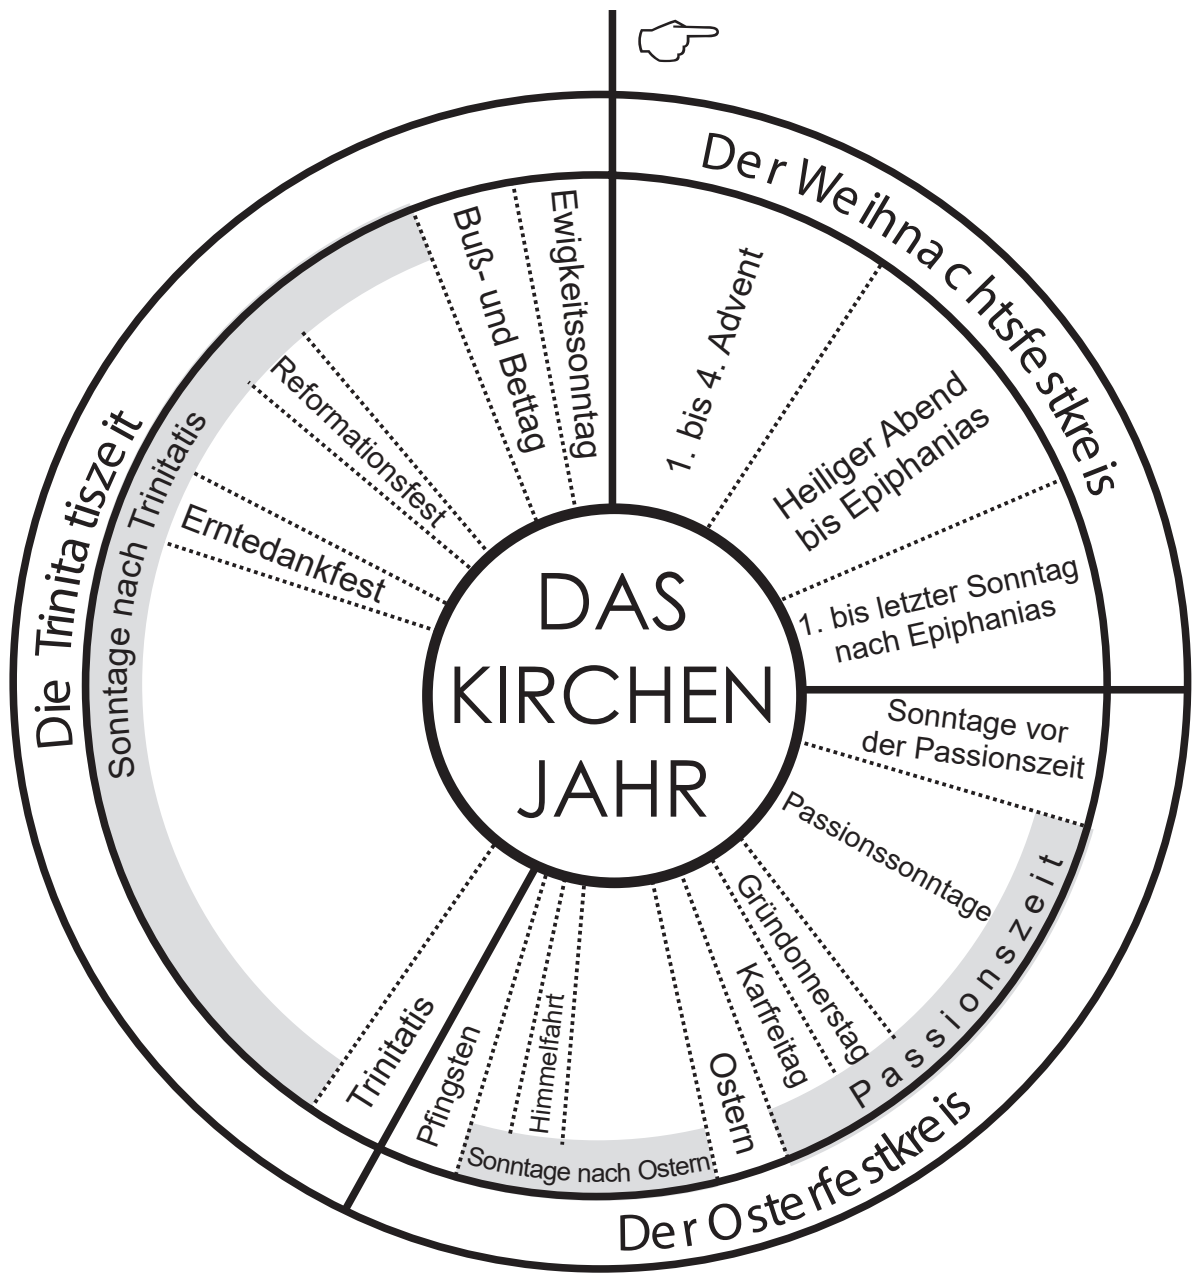 DAS
KIRCHEN
JAHR
Der Weihnachtsfestkreis
1. bis 4. Advent
Heiliger Abend
bis Epiphanias
1. bis letzter Sonntag
nach Epiphanias
Der Osterfestkreis
Sonntage vor
der Passionszeit
Passionssonntage
Passionszeit
Gründonnerstag
Karfreitag
Ostern
Sonntage nach Ostern
Himmelfahrt
Pfingsten
Die Trinitatiszeit
Trinitatis
Sonntage nach Trinitatis
Erntedankfest
Reformationsfest
Buß- und Bettag
Ewigkeitssonntag